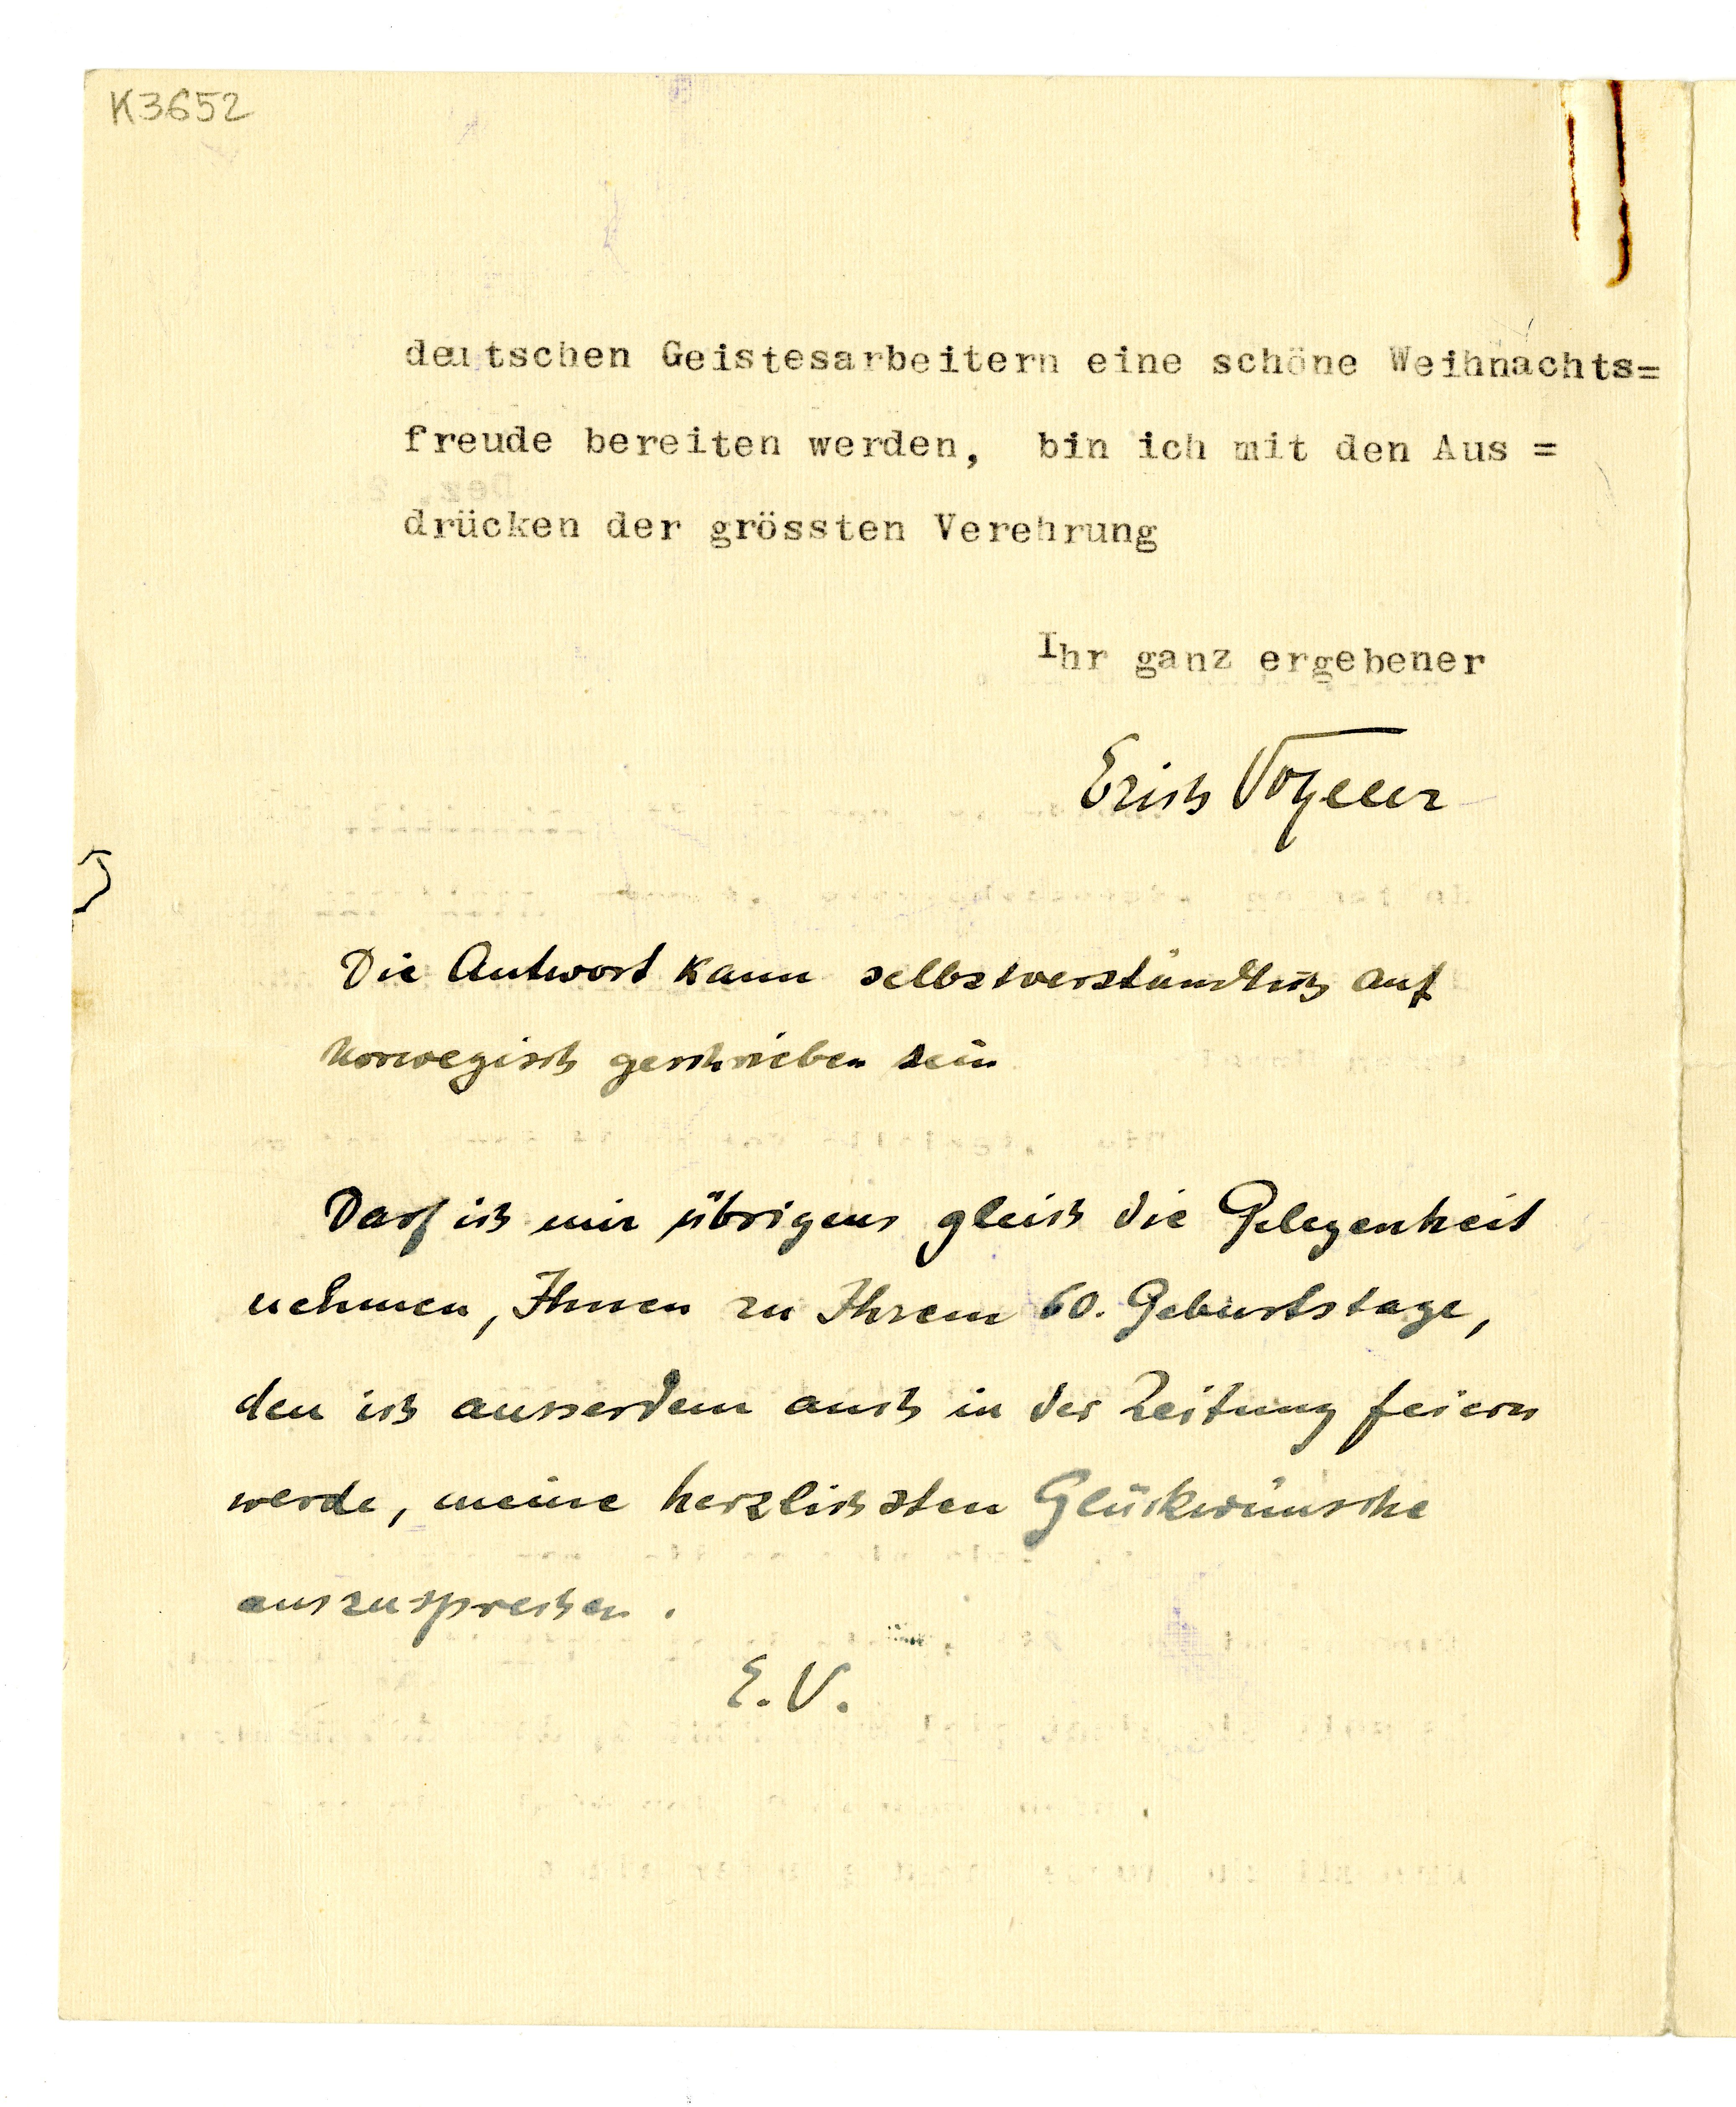 K3652
deutschen Geistesarbeitern eine schöne Weihnachts=
freude bereiten werden, bin ich mit den Aus =
drücken der grössten Verehrung
Ihr ganz ergebener
Erich Vogeler
Die Antwort kann selbstverständlich auf
Norwegisch geschrieben sein
Darf ich mir übrigens gleich die Gelegenheit
nehmen, Ihnen zu Ihrem 60. Geburtstage,
den ich ausserdem auch in der Zeitung feiern
werde, meine herzlichsten Glückwünsche
auszusprechen.
E.V.